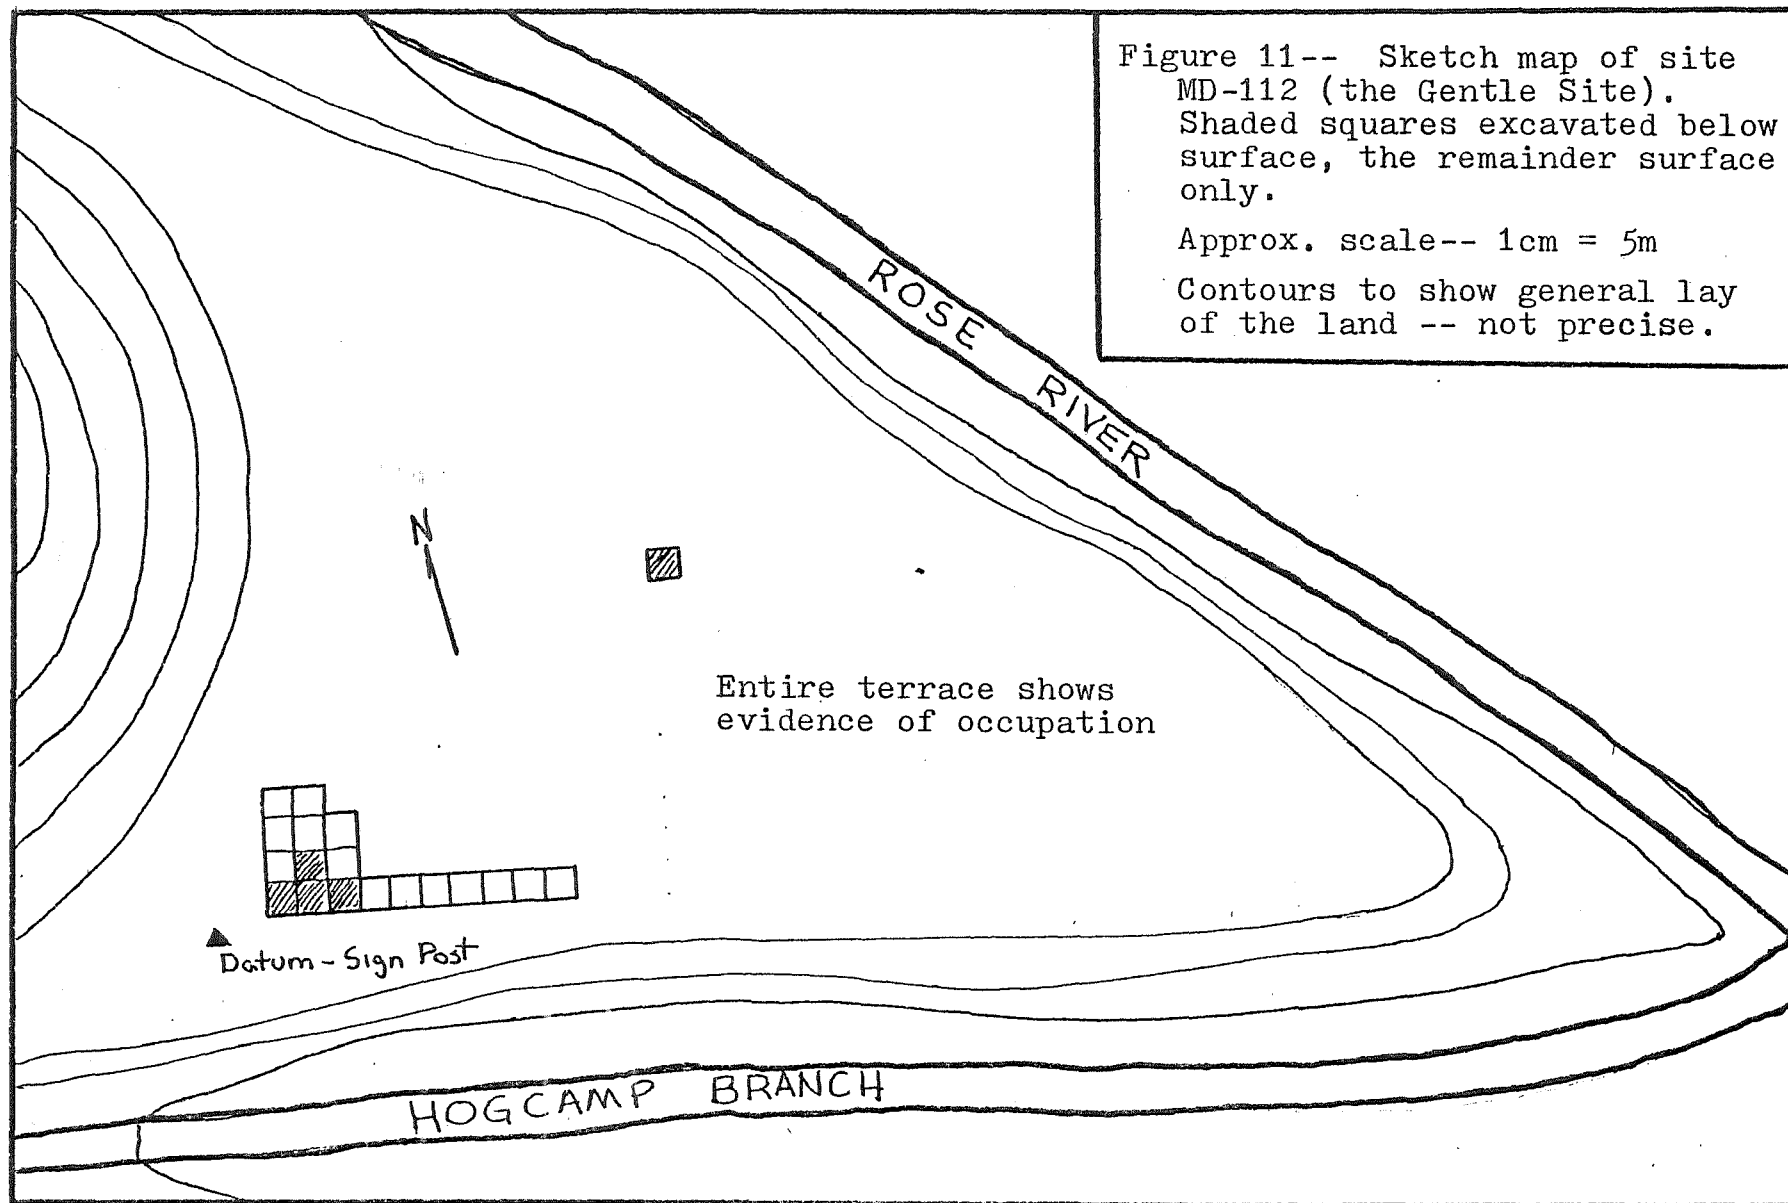 Figure 11-- Sketch map of site
MD-112 (the Gentle Site).
Shaded squares excavated below
surface, the remainder surface
only.
Approx. scale-- 1cm = 5m
Contours to show general lay
of the land -- not precise.
ROSE RIVER
N
Entire terrace shows
evidence of occupation
Datum - Sign Post
HOGCAMP BRANCH